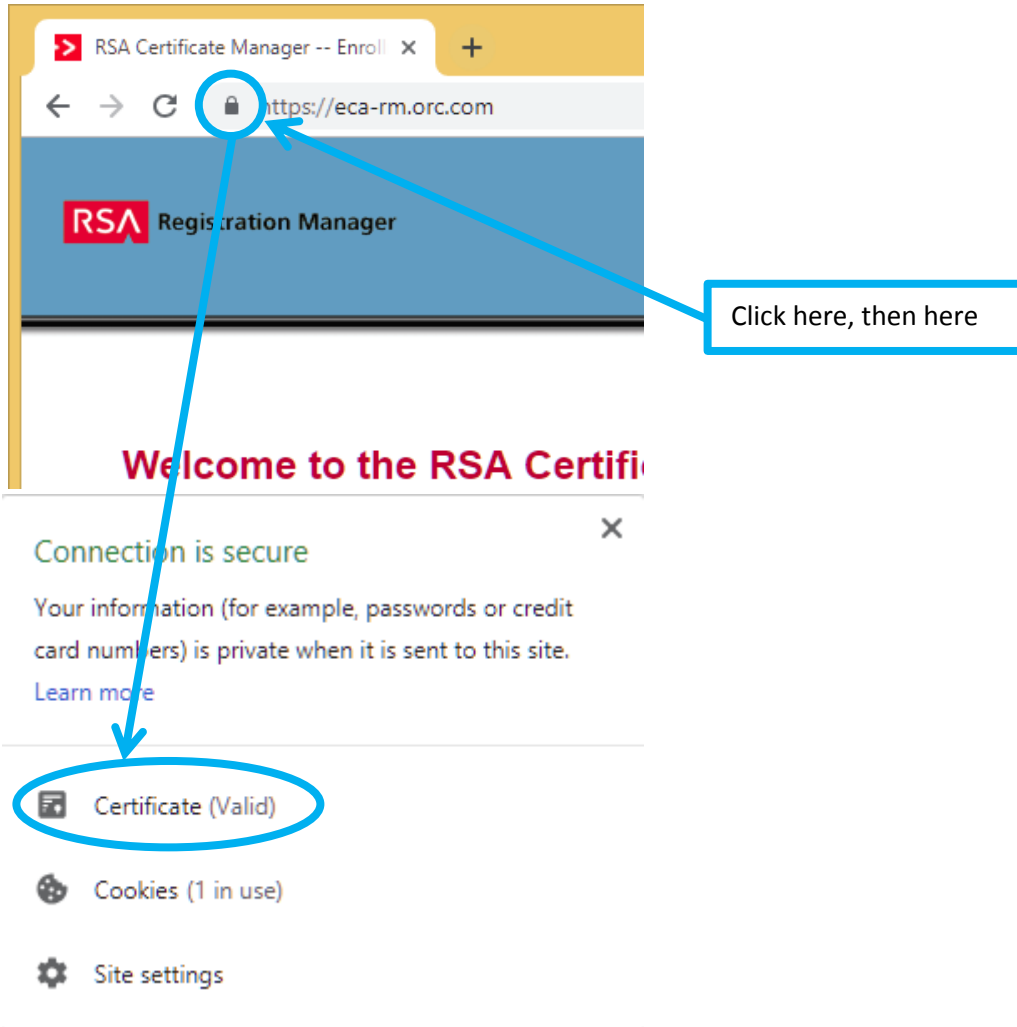 RSA Certificate Manager -- Enroll
https://eca-rm.orc.com
RSA Registration Manager
Click here, then here
Welcome to the RSA Certifi
Connection is secure
Your information (for example, passwords or credit
card numbers) is private when it is sent to this site.
Learn more
Certificate (Valid)
Cookies (1 in use)
Site settings